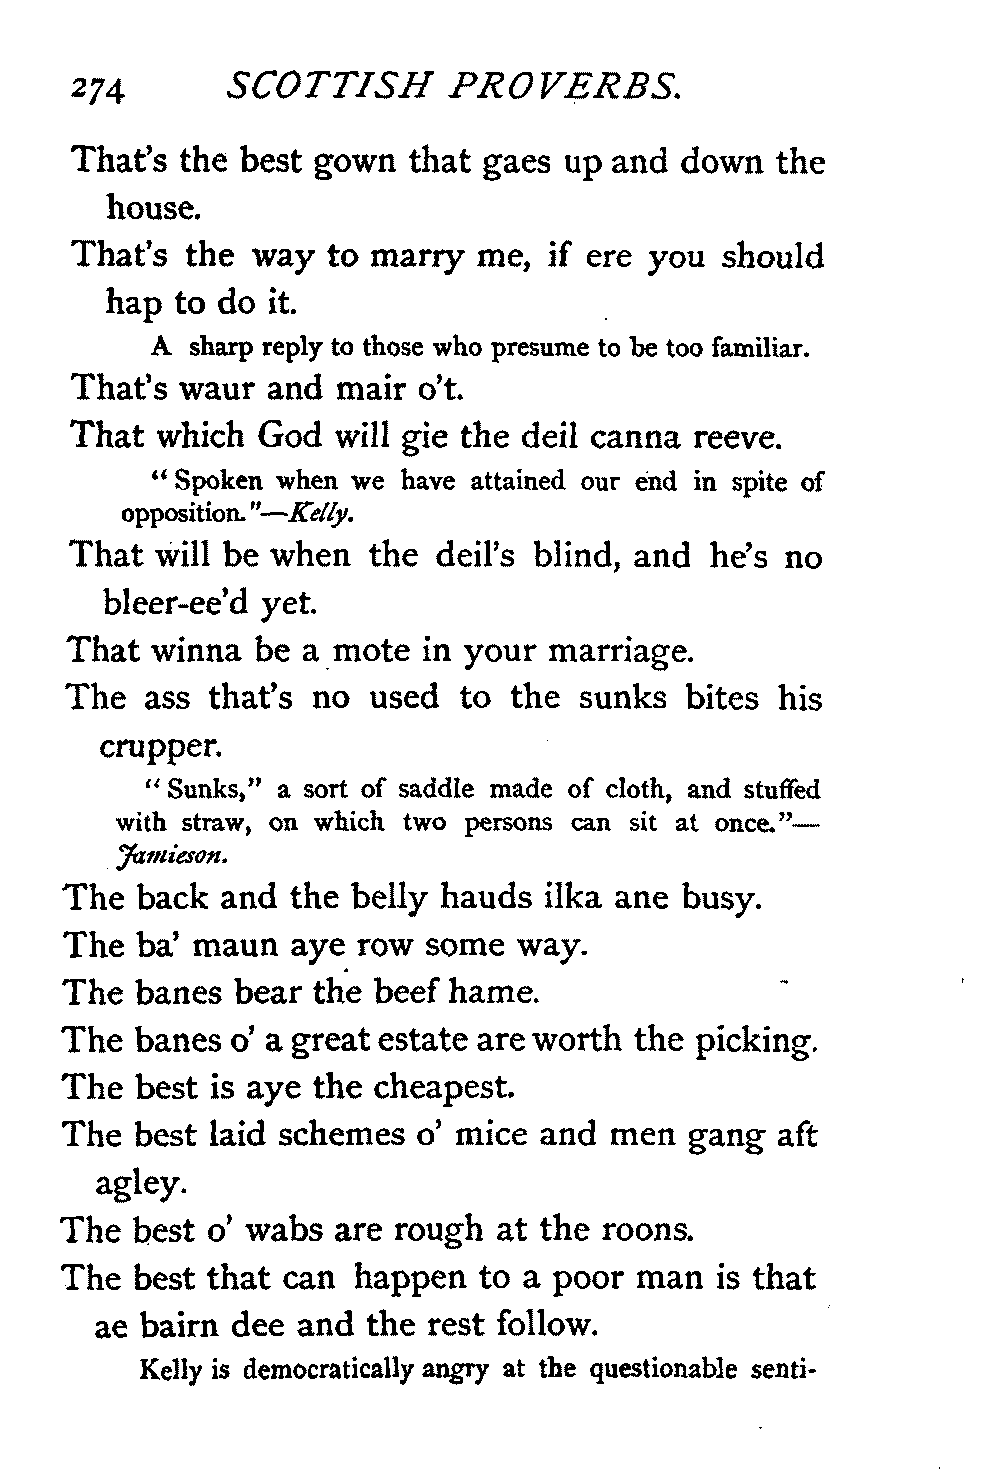 274 SCOTTISH PROVERBS.
That's the best gown that gaes up and down the
house.
That's the way to marry me, if ere you should
hap to do it.
A sharp reply to those who presume to be too familiar.
That's waur and mair o't.
That which God will gie the deil canna reeve.
“Spoken when we have attained our end in spite of
opposition.”—Kelly.
That will be when the deil's blind, and he's no
bleer-ee'd yet.
That winna be a mote in your marriage.
The ass that's no used to the sunks bites his
crupper.
“Sunks,” a sort of saddle made of cloth, and stuffed
with straw, on which two persons can sit at once.”—
Jamieson.
The back and the belly hauds ilka ane busy.
The ba' maun aye row some way.
The banes bear the beef hame.
The banes o' a great estate are worth the picking.
The best is aye the cheapest.
The best laid schemes o' mice and men gang aft
agley.
The best o' wabs are rough at the roons.
The best that can happen to a poor man is that
ae bairn dee and the rest follow.
Kelly is democratically angry at the questionable senti-